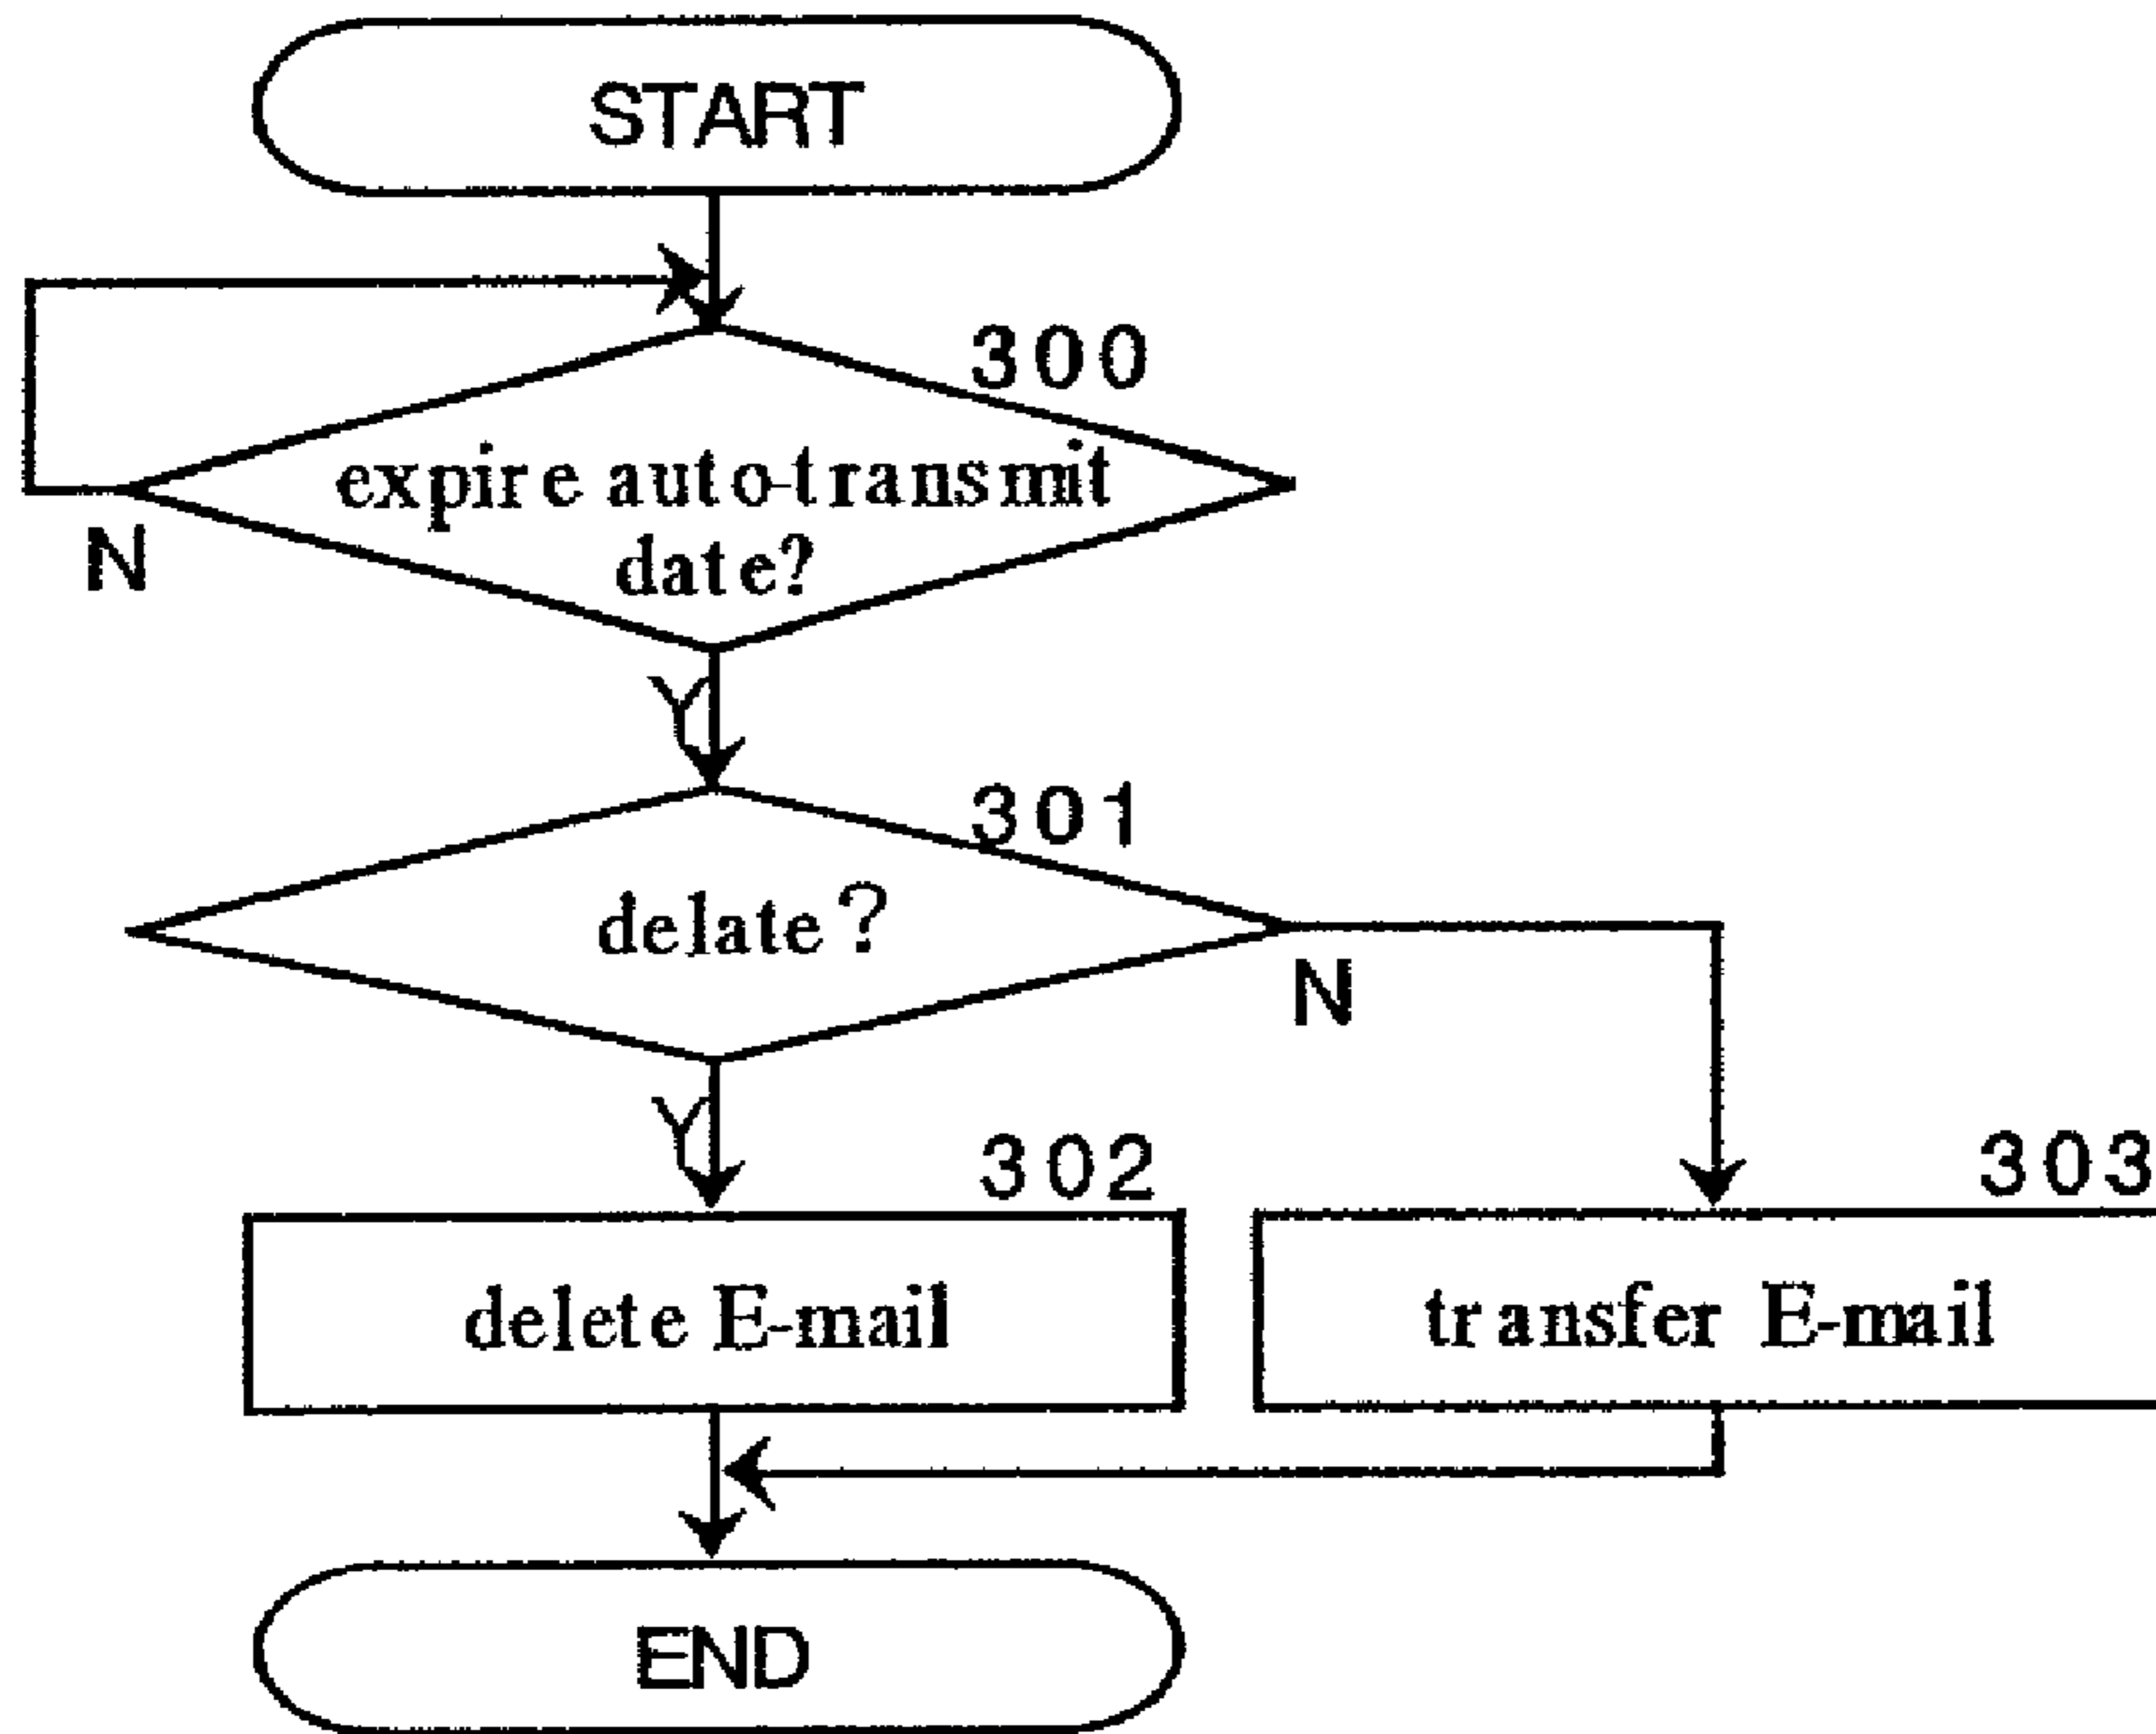 START
300
expire auto-transmit
date?
N
Y
301
delate?
N
Y
302
303
delete E-mail
transfer E-mail
END